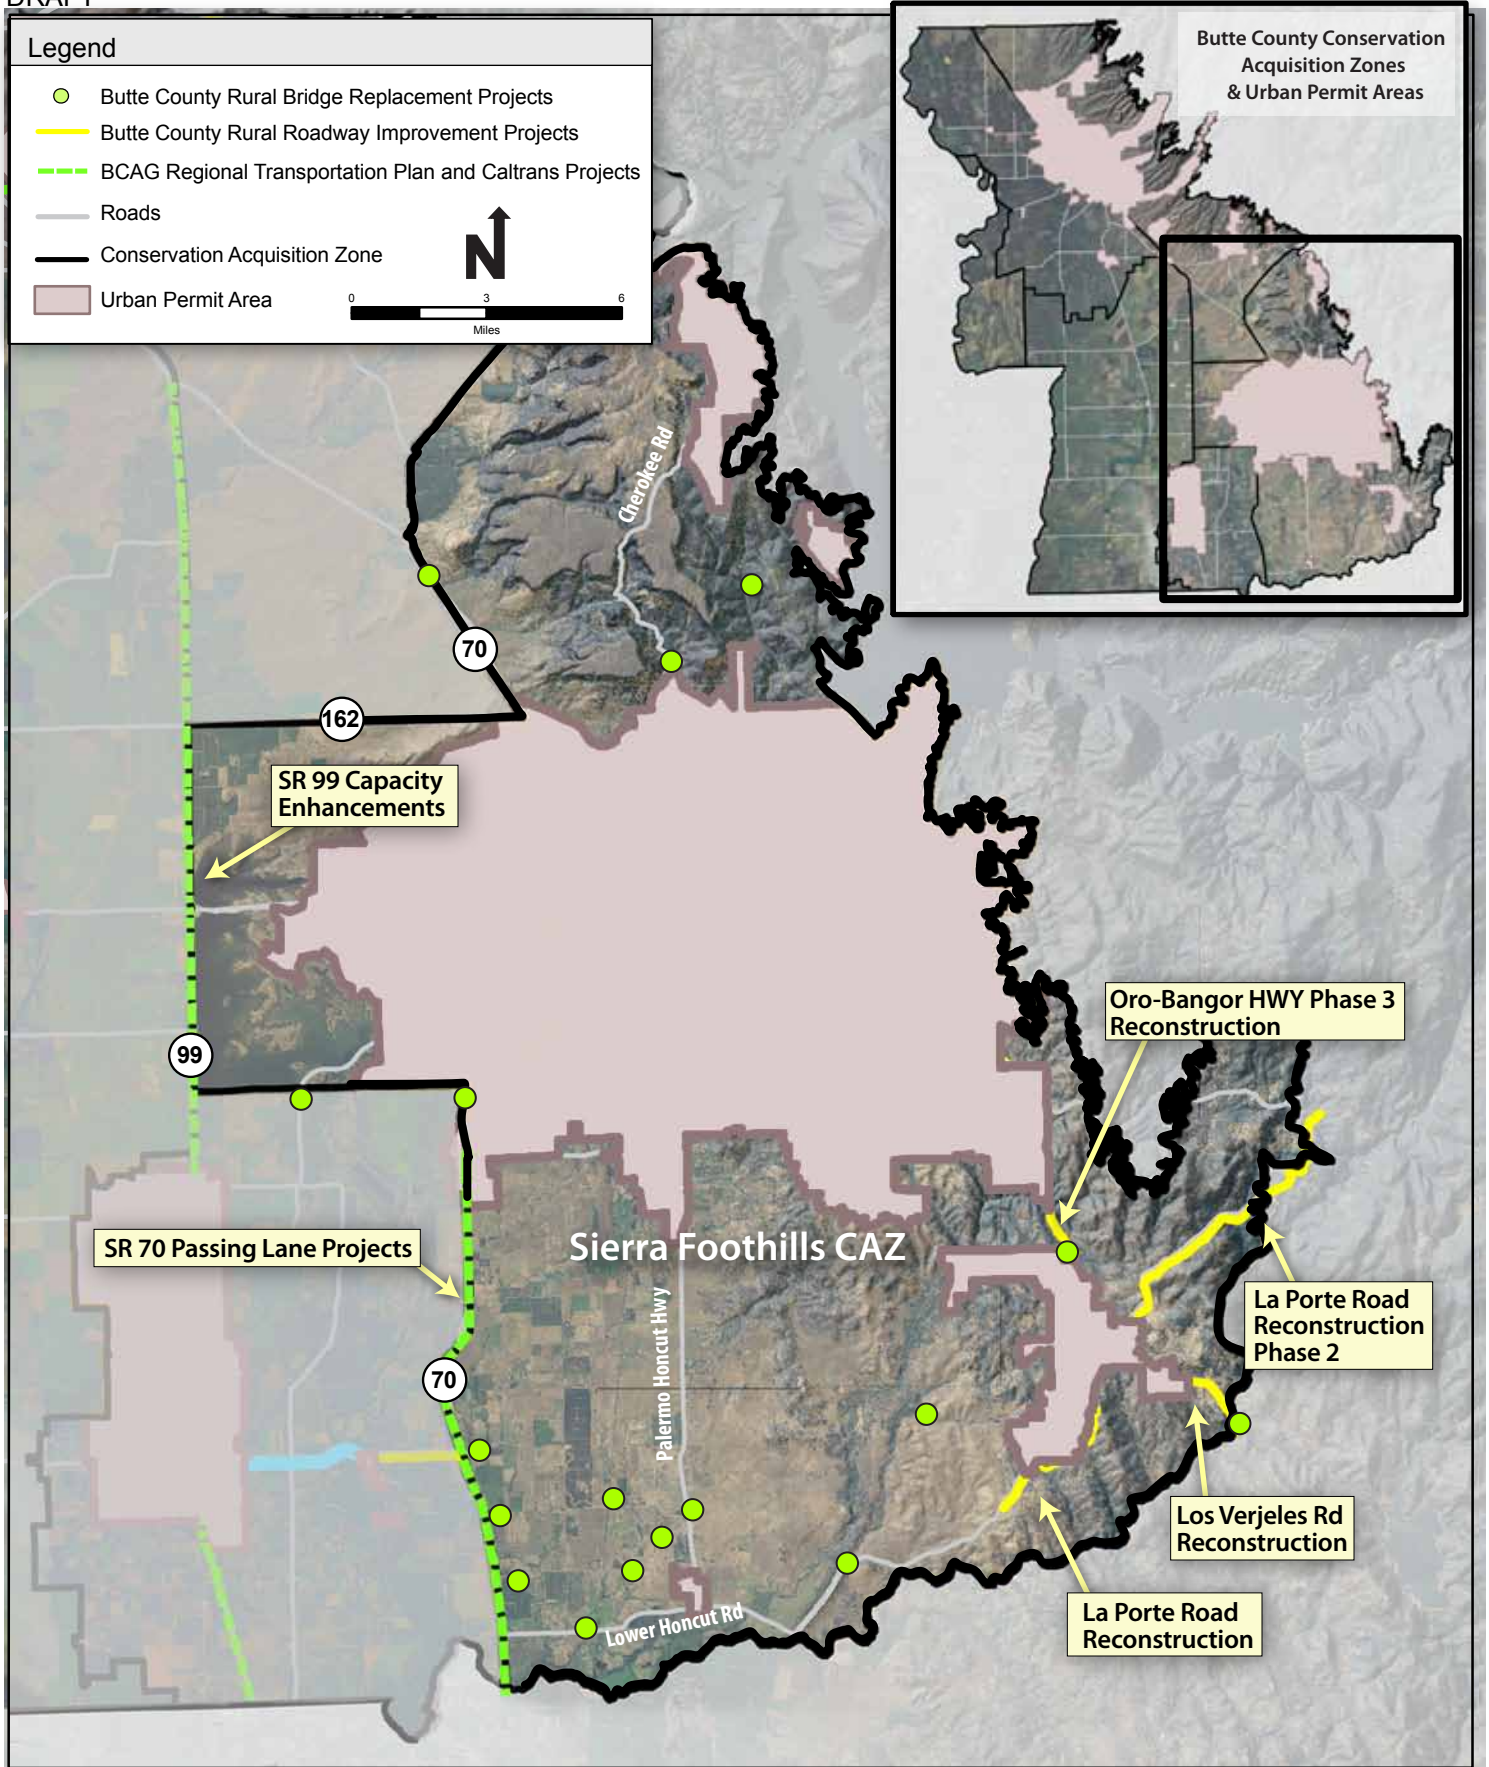 DRAFT
Legend
Butte County Rural Bridge Replacement Projects
Butte County Rural Roadway Improvement Projects
BCAG Regional Transportation Plan and Caltrans Projects
Roads
Conservation Acquisition Zone
Urban Permit Area
N
0 3 6
Miles
Butte County Conservation
Acquisition Zones
& Urban Permit Areas
Cherokee Rd
70
162
SR 99 Capacity
Enhancements
99
Oro-Bangor HWY Phase 3
Reconstruction
SR 70 Passing Lane Projects
Sierra Foothills CAZ
Palermo Honcut Hwy
La Porte Road
Reconstruction
Phase 2
70
Los Verjeles Rd
Reconstruction
La Porte Road
Reconstruction
Lower Honcut Rd